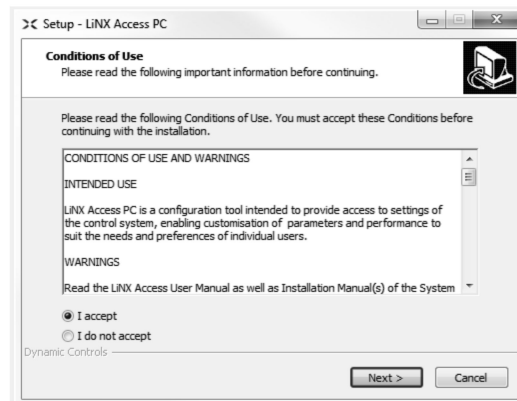 Setup - LiNX Access PC
Conditions of Use
Please read the following important information before continuing.
Please read the following Conditions of Use. You must accept these Conditions before
continuing with the installation.
CONDITIONS OF USE AND WARNINGS
INTENDED USE
LiNX Access PC is a configuration tool intended to provide access to settings of
the control system, enabling customisation of parameters and performance to
suit the needs and preferences of individual users.
WARNINGS
Read the LiNX Access User Manual as well as Installation Manual(s) of the System
I accept
I do not accept
Dynamic Controls
Next >
Cancel